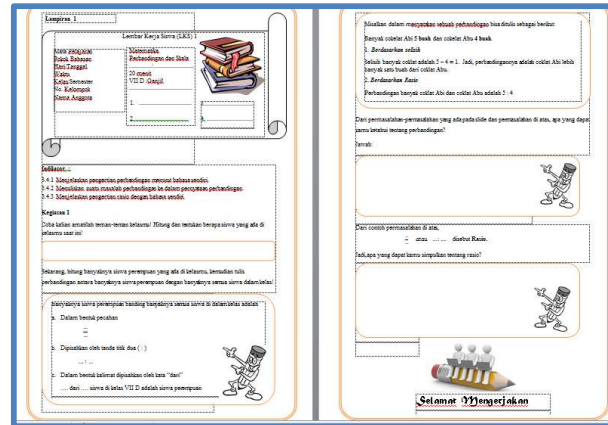 Lampiran 1
Lembar Kerja Siswa (LKS) 1
Mata Pelajaran Matematika
Pokok Bahasan Perbandingan dan Skala
Hari/Tanggal
Waktu 20 menit
Kelas/Semester VII D /Ganjil
No. Kelompok
Nama Anggota
1.
2.
Indikator :
3.4.1 Menjelaskan pengertian perbandingan menurut bahasa sendiri.
3.4.2 Menuliskan suatu masalah perbandingan ke dalam pernyataan perbandingan.
3.4.3 Menjelaskan pengertian rasio dengan bahasa sendiri.
Kegiatan 1
Coba kalian amatilah teman-teman kelasmu! Hitung dan tentukan berapa siswa yang ada di
kelasmu saat ini!
Sekarang, hitung banyaknya siswa perempuan yang ada di kelasmu, kemudian tulis
perbandingan antara banyaknya siswa perempuan dengan banyaknya semua siswa dalam kelas!
Banyaknya siswa perempuan banding banyaknya semua siswa di dalam kelas adalah
a. Dalam bentuk pecahan
b. Dipisahkan oleh tanda titik dua ( : )
... : ...
c. Dalam bentuk kalimat dipisahkan oleh kata "dari"
.... dari .... siswa di kelas VII D adalah siswa perempuan
Misalkan dalam menyatakan sebuah perbandingan bisa ditulis sebagai berikut:
Banyak cokelat Abi 5 buah dan cokelat Abu 4 buah.
1. Berdasarkan selisih
Selisih banyak coklat adalah 5 – 4 = 1. Jadi, perbandingannya adalah coklat Abi lebih
banyak satu buah dari coklat Abu.
2. Berdasarkan Rasio
Perbandingan banyak coklat Abi dan coklat Abu adalah 5 : 4
Dari permasalahan-permasalahan yang ada pada slide dan permasalahan di atas, apa yang dapat
kamu ketahui tentang perbandingan?
Jawab:
Dari contoh permasalahan di atas,
atau ... : ... disebut Rasio.
Jadi,apa yang dapat kamu simpulkan tentang rasio?
Selamat Mengerjakan